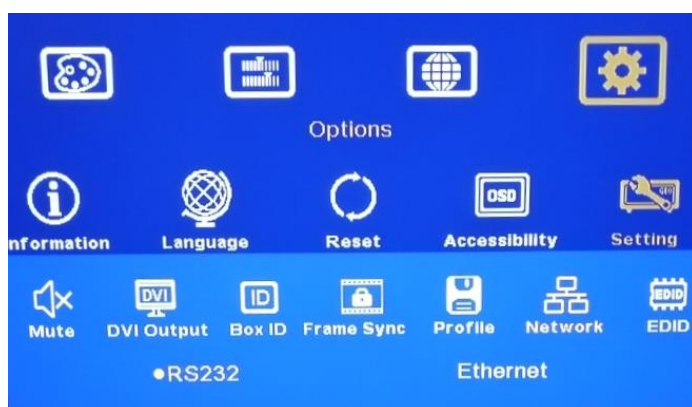 Options
OSD
GEO
nformation Language Reset Accessibility Setting
DVI ID EDID
Mute DVI Output Box ID Frame Sync Profile Network EDID
●RS232 Ethernet